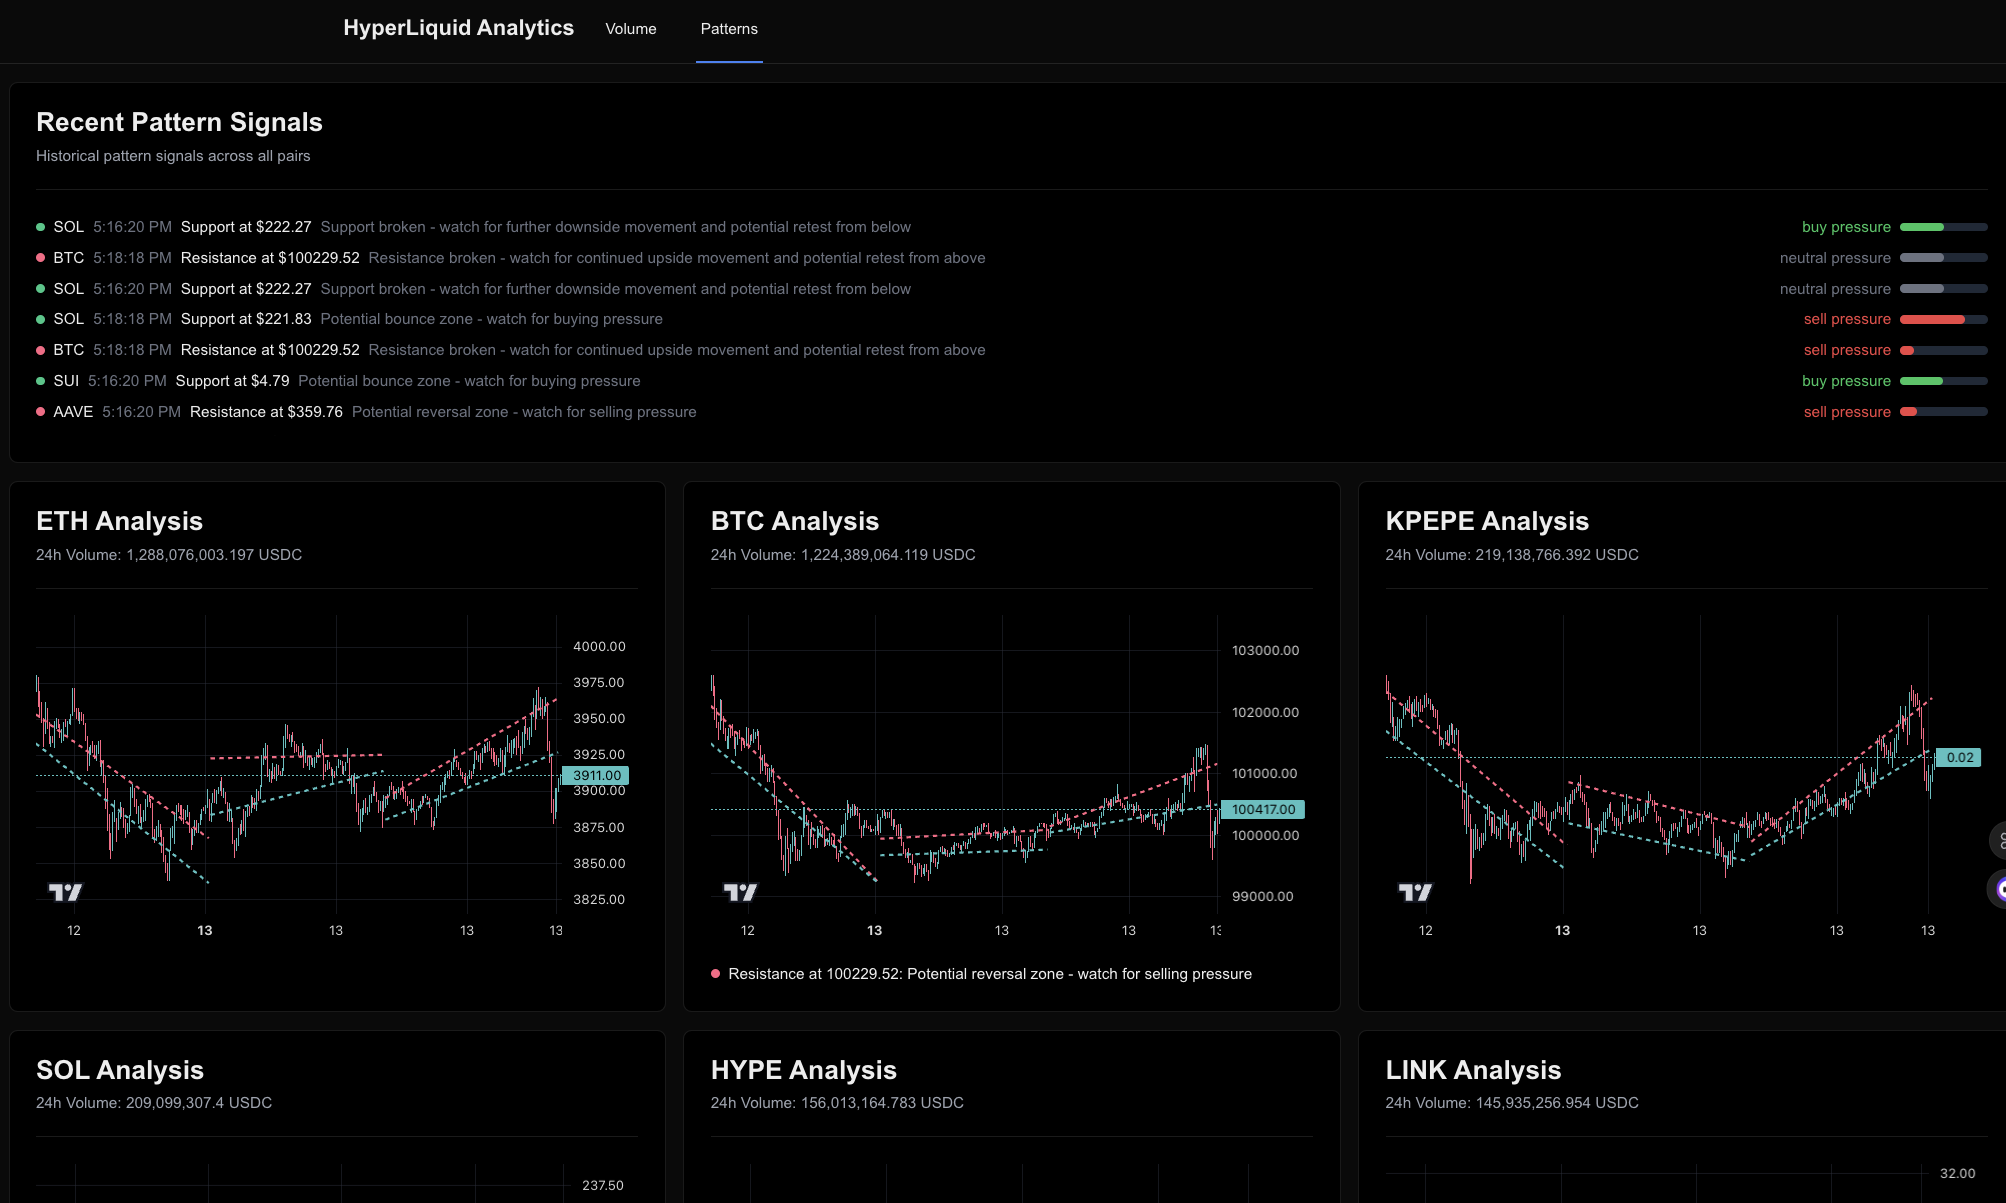 HyperLiquid Analytics Volume Patterns
Recent Pattern Signals
Historical pattern signals across all pairs
SOL 5:16:20 PM Support at $222.27 Support broken - watch for further downside movement and potential retest from below buy pressure
BTC 5:18:18 PM Resistance at $100229.52 Resistance broken - watch for continued upside movement and potential retest from above neutral pressure
SOL 5:16:20 PM Support at $222.27 Support broken - watch for further downside movement and potential retest from below neutral pressure
SOL 5:18:18 PM Support at $221.83 Potential bounce zone - watch for buying pressure sell pressure
BTC 5:18:18 PM Resistance at $100229.52 Resistance broken - watch for continued upside movement and potential retest from above sell pressure
SUI 5:16:20 PM Support at $4.79 Potential bounce zone - watch for buying pressure buy pressure
AAVE 5:16:20 PM Resistance at $359.76 Potential reversal zone - watch for selling pressure sell pressure
ETH Analysis
24h Volume: 1,288,076,003.197 USDC
4000.00
3975.00
3950.00
3925.00
3911.00
3900.00
3875.00
3850.00
3825.00
12 13 13 13 13
BTC Analysis
24h Volume: 1,224,389,064.119 USDC
103000.00
102000.00
101000.00
100417.00
100000.00
99000.00
12 13 13 13 13
Resistance at 100229.52: Potential reversal zone - watch for selling pressure
KPEPE Analysis
24h Volume: 219,138,766.392 USDC
0.02
12 13 13 13 13
SOL Analysis
24h Volume: 209,099,307.4 USDC
237.50
HYPE Analysis
24h Volume: 156,013,164.783 USDC
LINK Analysis
24h Volume: 145,935,256.954 USDC
32.00